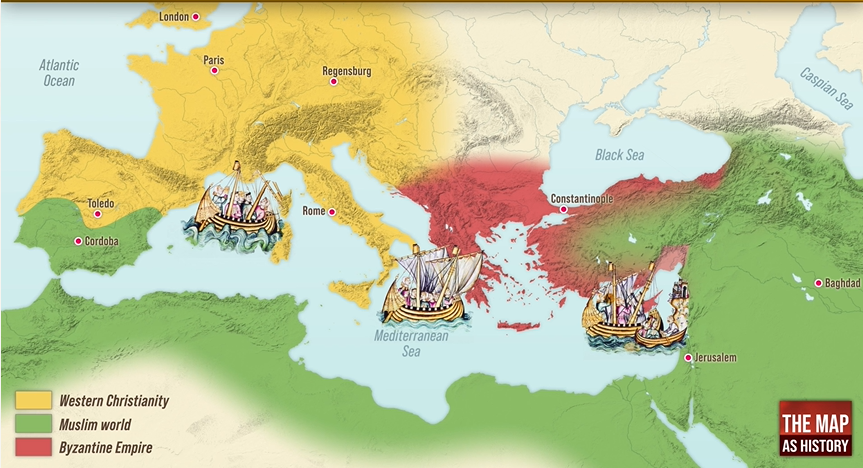 London
Atlantic
Ocean
Paris
Regensburg
Caspian Sea
Black Sea
Constantinople
Toledo
Rome
Cordoba
Baghdad
Mediterranean
Sea
Jerusalem
Western Christianity
Muslim world
Byzantine Empire
THE MAP
AS HISTORY